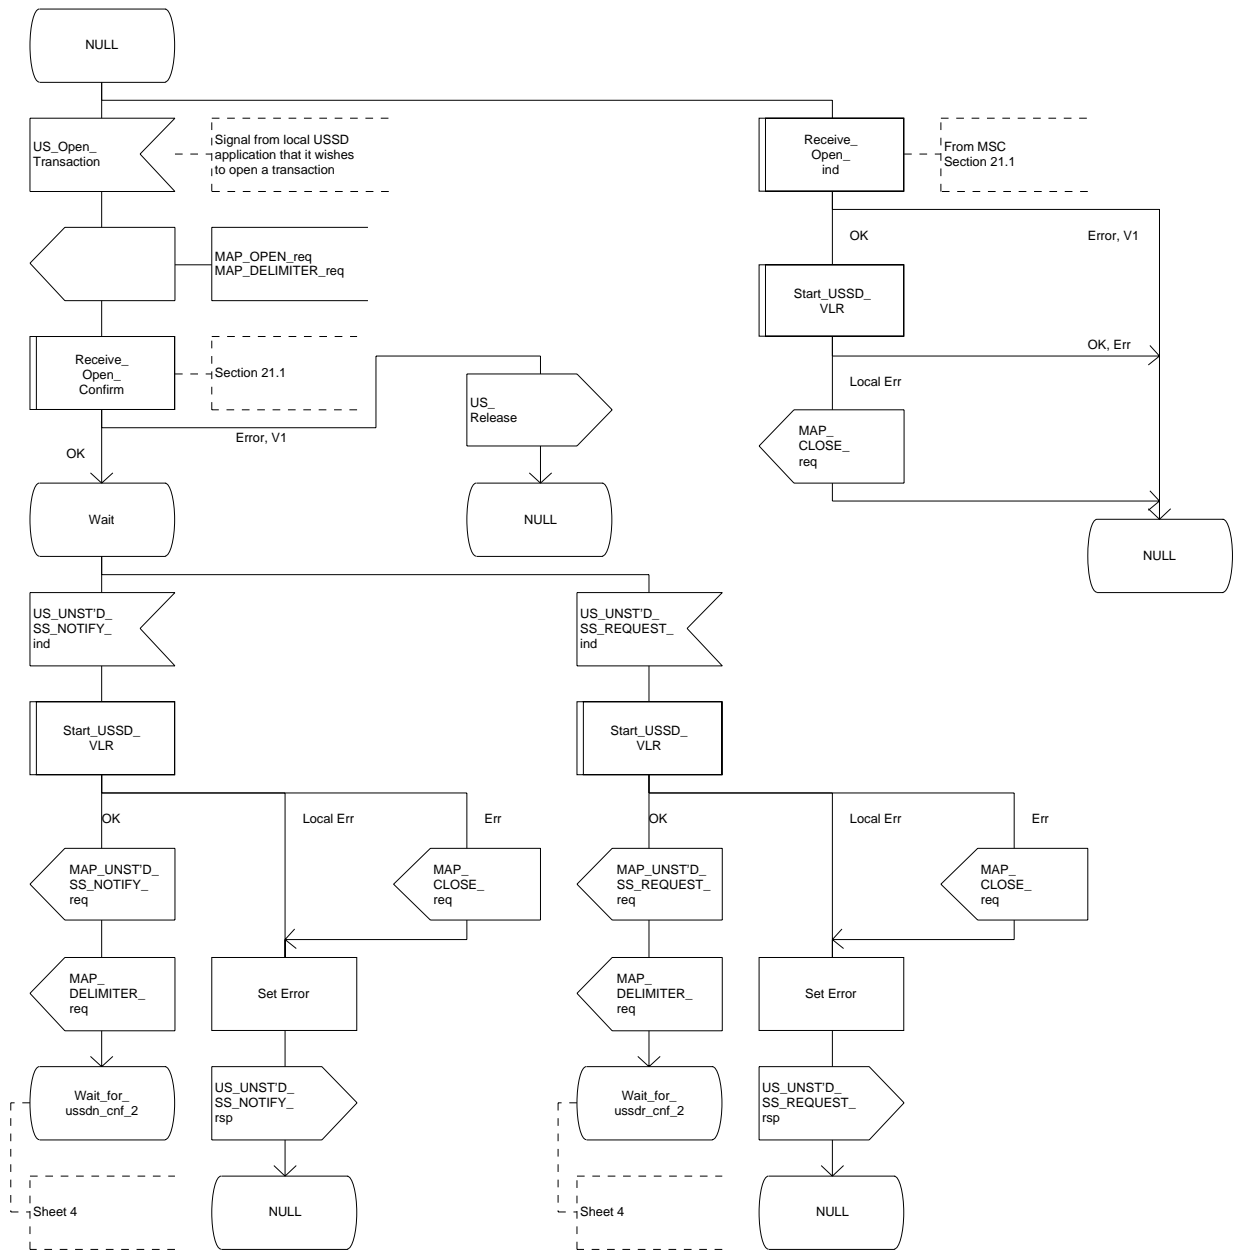 NULL
US_Open_
Transaction
Signal from local USSD
application that it wishes
to open a transaction
Receive_
Open_
ind
From MSC
Section 21.1
MAP_OPEN_req
MAP_DELIMITER_req
OK
Error, V1
Start_USSD_
VLR
Receive_
Open_
Confirm
Section 21.1
OK, Err
Local Err
US_
Release
Error, V1
OK
MAP_
CLOSE_
req
Wait
NULL
NULL
US_UNST'D_
SS_NOTIFY_
ind
US_UNST'D_
SS_REQUEST_
ind
Start_USSD_
VLR
Start_USSD_
VLR
OK
Local Err
Err
OK
Local Err
Err
MAP_UNST'D_
SS_NOTIFY_
req
MAP_
CLOSE_
req
MAP_UNST'D_
SS_REQUEST_
req
MAP_
CLOSE_
req
MAP_
DELIMITER_
req
Set Error
MAP_
DELIMITER_
req
Set Error
Wait_for_
ussdn_cnf_2
US_UNST'D_
SS_NOTIFY_
rsp
Wait_for_
ussdr_cnf_2
US_UNST'D_
SS_REQUEST_
rsp
Sheet 4
NULL
Sheet 4
NULL